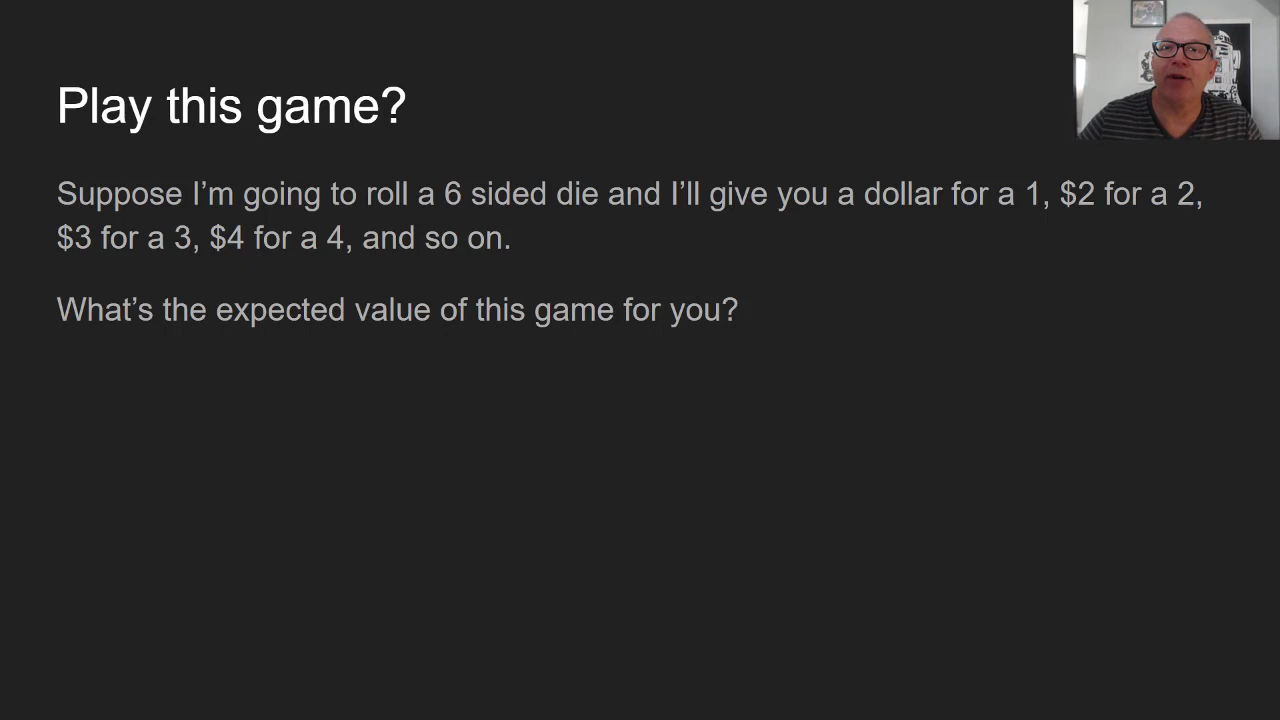 Play this game?
Suppose I’m going to roll a 6 sided die and I’ll give you a dollar for a 1, $2 for a 2,
$3 for a 3, $4 for a 4, and so on.
What’s the expected value of this game for you?